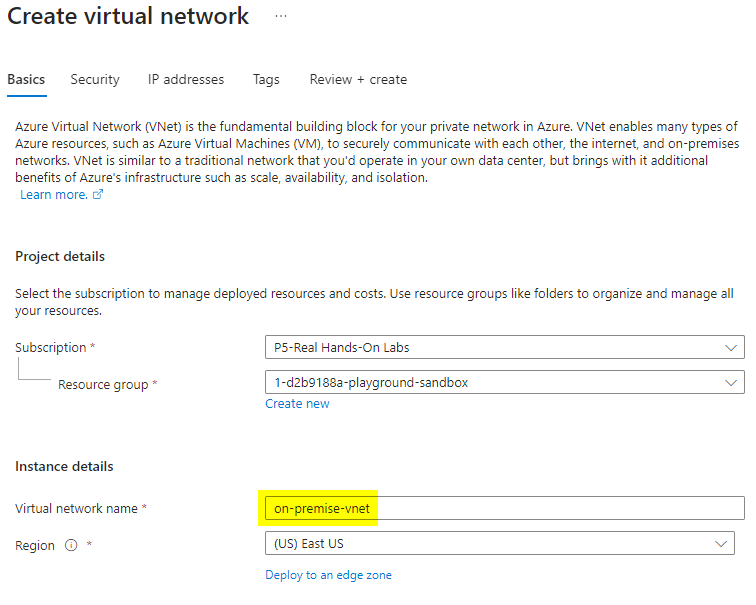 Create virtual network ...
Basics Security IP addresses Tags Review + create
Azure Virtual Network (VNet) is the fundamental building block for your private network in Azure. VNet enables many types of
Azure resources, such as Azure Virtual Machines (VM), to securely communicate with each other, the internet, and on-premises
networks. VNet is similar to a traditional network that you'd operate in your own data center, but brings with it additional
benefits of Azure's infrastructure such as scale, availability, and isolation.
Learn more.
Project details
Select the subscription to manage deployed resources and costs. Use resource groups like folders to organize and manage all
your resources.
Subscription * P5-Real Hands-On Labs
Resource group * 1-d2b9188a-playground-sandbox
Create new
Instance details
Virtual network name * on-premise-vnet
Region * (US) East US
Deploy to an edge zone